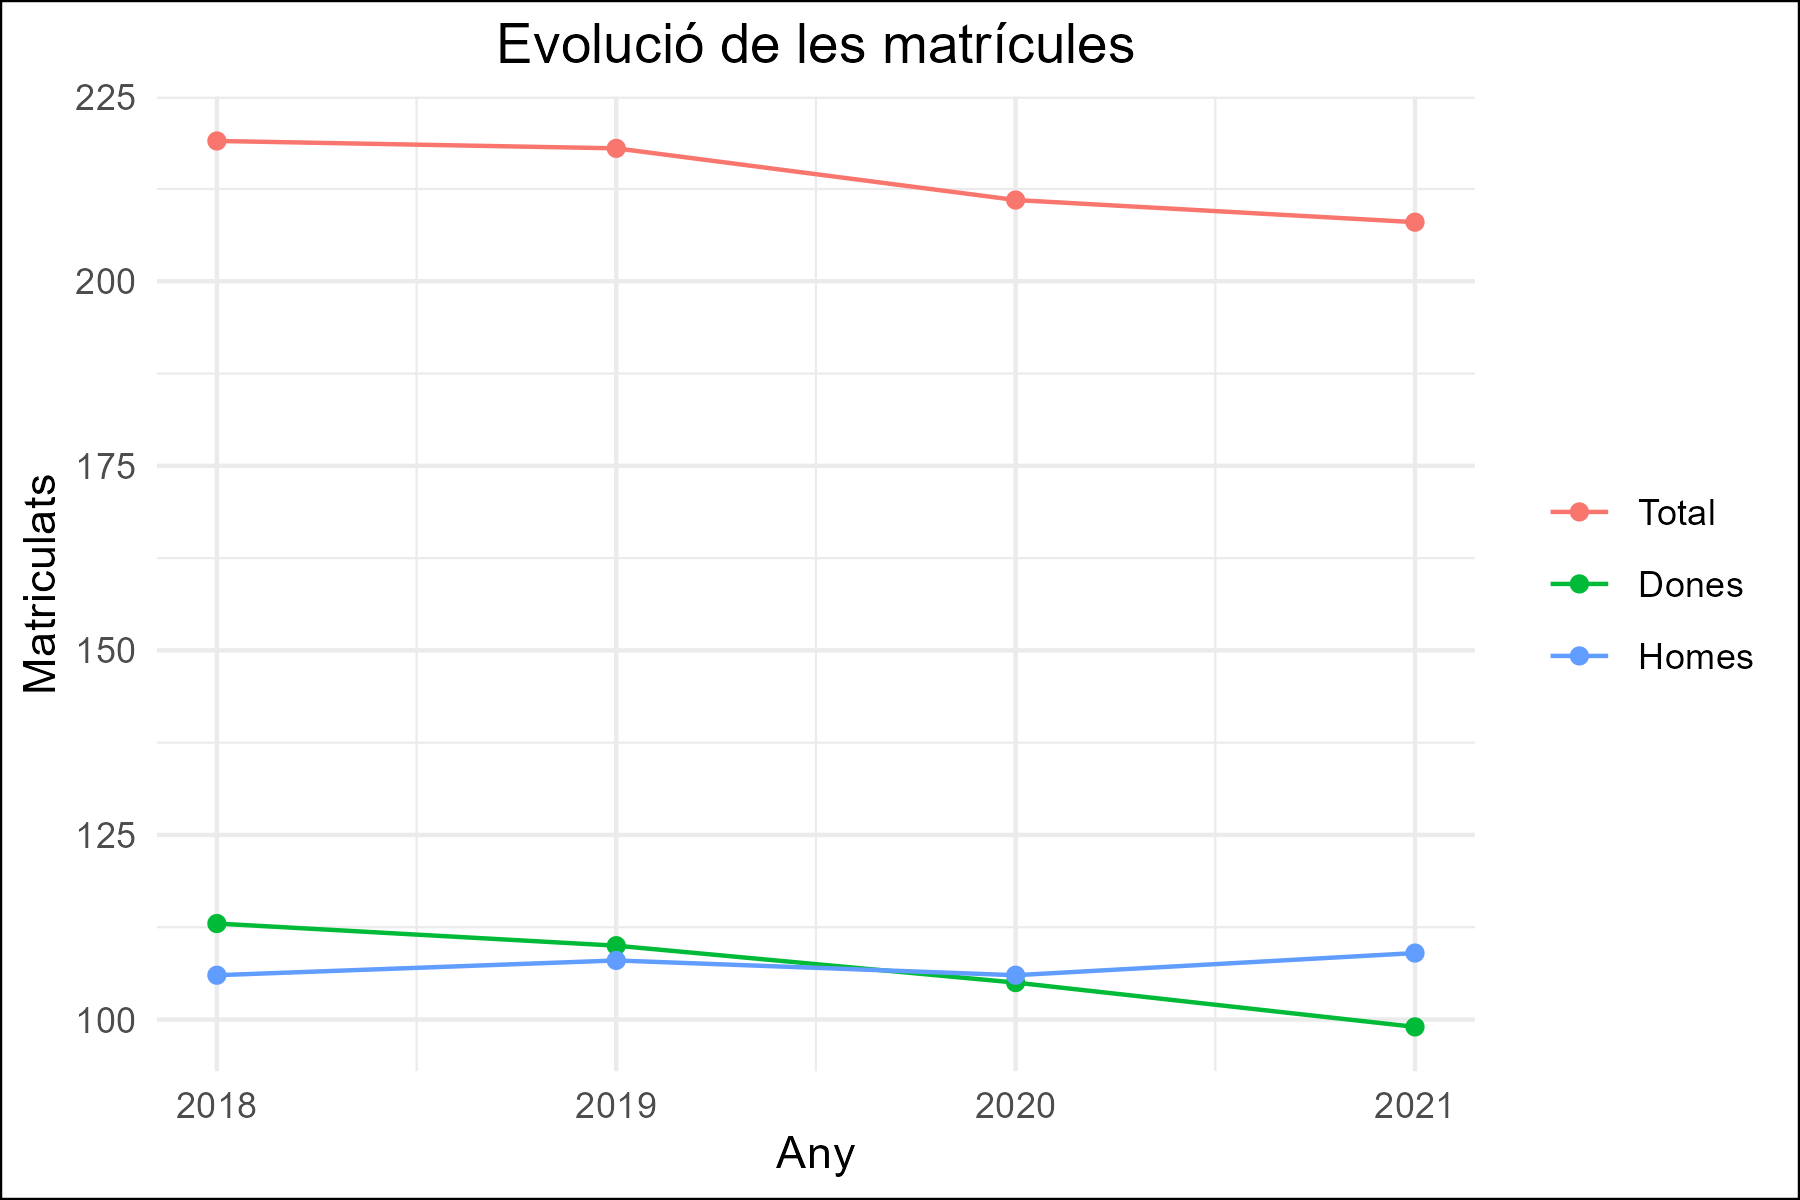 Evolució de les matrícules
225
200
175
150
125
100
Matriculats
2018 2019 2020 2021
Any
Total
Dones
Homes